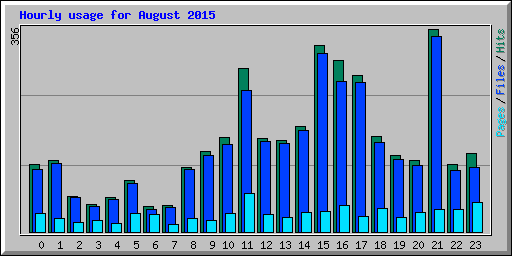 Hourly usage for August 2015
356
Pages/Files/Hits
0 1 2 3 4 5 6 7 8 9 10 11 12 13 14 15 16 17 18 19 20 21 22 23